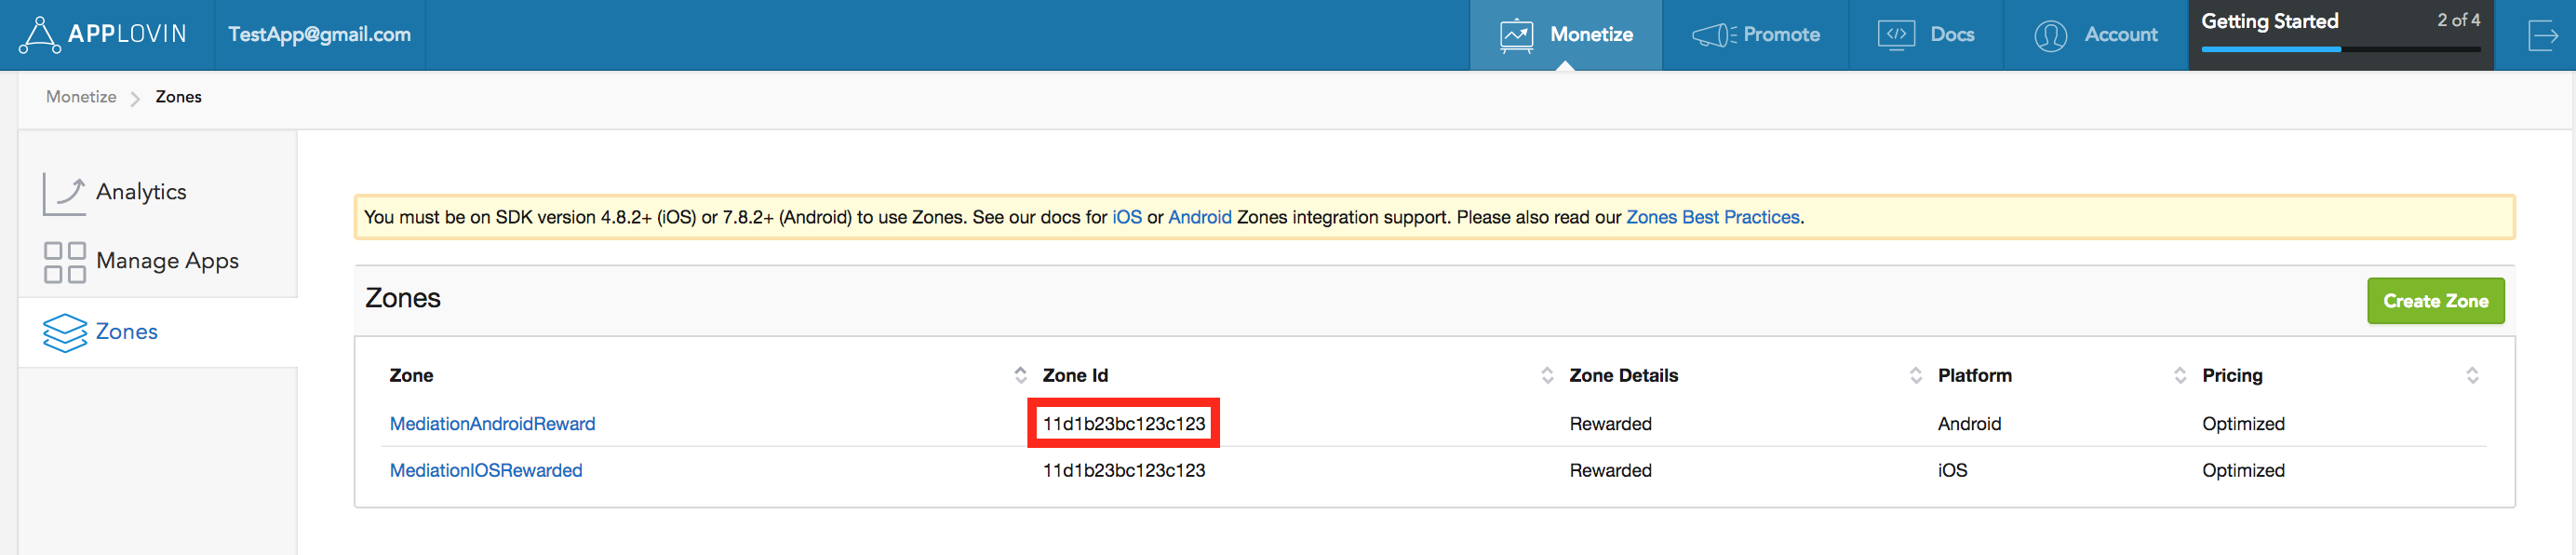 APPLOVIN
TestApp@gmail.com
Monetize
Promote
Docs
Account
Getting Started
2 of 4
Monetize
Zones
Analytics
Manage Apps
Zones
You must be on SDK version 4.8.2+ (iOS) or 7.8.2+ (Android) to use Zones. See our docs for iOS or Android Zones integration support. Please also read our Zones Best Practices.
Zones
Create Zone
Zone Zone Id Zone Details Platform Pricing
MediationAndroidReward 11d1b23bc123c123 Rewarded Android Optimized
MediationIOSRewarded 11d1b23bc123c123 Rewarded iOS Optimized